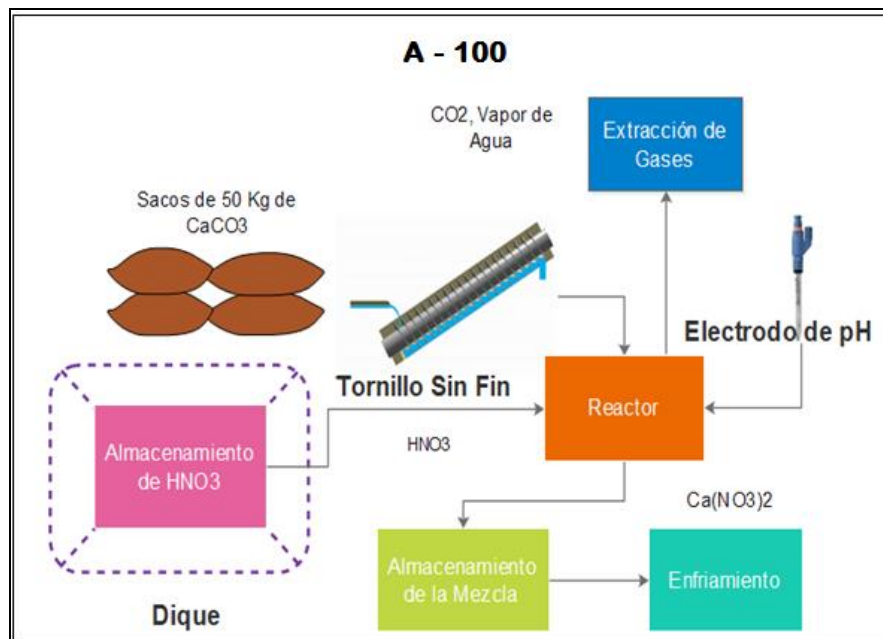 A - 100
CO2, Vapor de
Agua
Extracción de
Gases
Sacos de 50 Kg de
CaCO3
Electrodo de pH
Tornillo Sin Fin
Reactor
Almacenamiento
de HNO3
HNO3
Ca(NO3)2
Almacenamiento
de la Mezcla
Enfriamiento
Dique